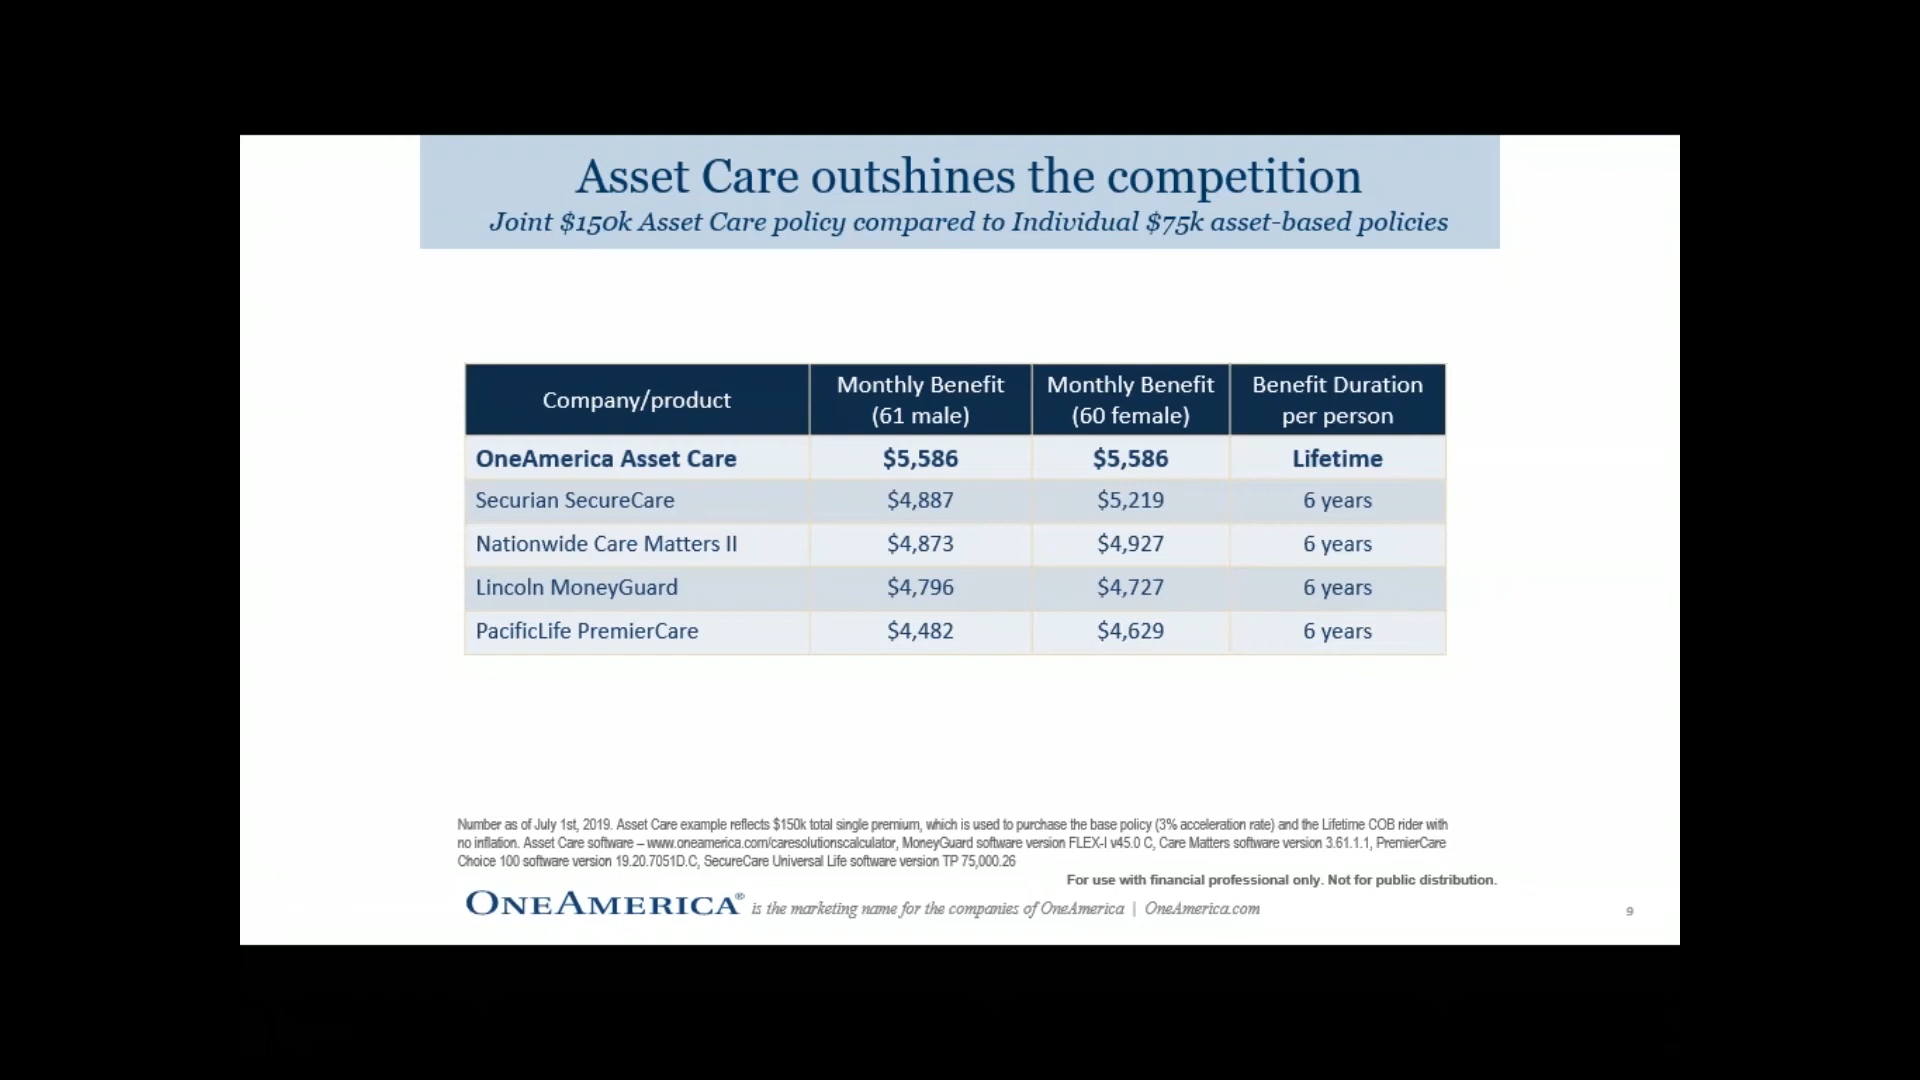 Asset Care outshines the competition
Joint $150k Asset Care policy compared to Individual $75k asset-based policies
Company/product Monthly Benefit (61 male) Monthly Benefit (60 female) Benefit Duration per person
OneAmerica Asset Care $5,586 $5,586 Lifetime
Securian SecureCare $4,887 $5,219 6 years
Nationwide Care Matters II $4,873 $4,927 6 years
Lincoln MoneyGuard $4,796 $4,727 6 years
PacificLife PremierCare $4,482 $4,629 6 years
Number as of July 1st, 2019. Asset Care example reflects $150k total single premium, which is used to purchase the base policy (3% acceleration rate) and the Lifetime COB rider with
no inflation. Asset Care software – www.oneamerica.com/caresolutionscalculator, MoneyGuard software version FLEX-I v45.0 C, Care Matters software version 3.61.1.1, PremierCare
Choice 100 software version 19.20.7051D.C, SecureCare Universal Life software version TP 75,000.26
For use with financial professional only. Not for public distribution.
ONEAMERICA® is the marketing name for the companies of OneAmerica | OneAmerica.com
9